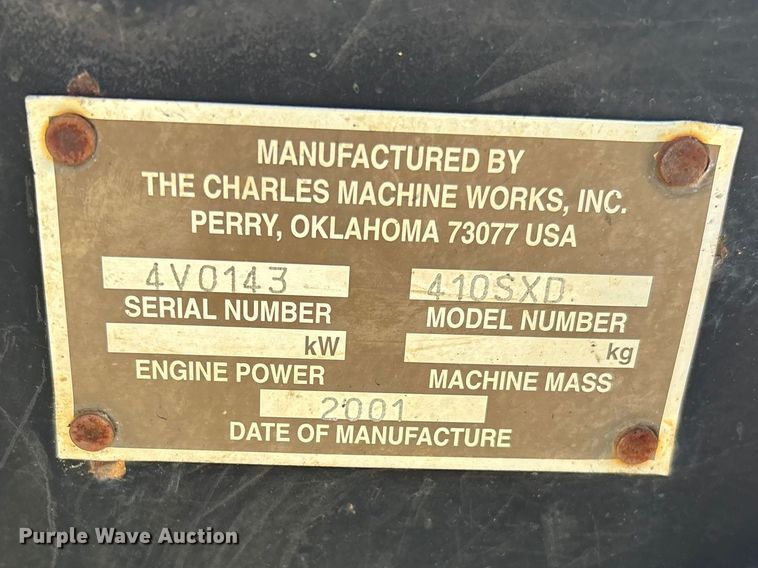 MANUFACTURED BY
THE CHARLES MACHINE WORKS, INC.
PERRY, OKLAHOMA 73077 USA
4V0143 410SXD
SERIAL NUMBER MODEL NUMBER
kW kg
ENGINE POWER MACHINE MASS
2001
DATE OF MANUFACTURE
Purple Wave Auction